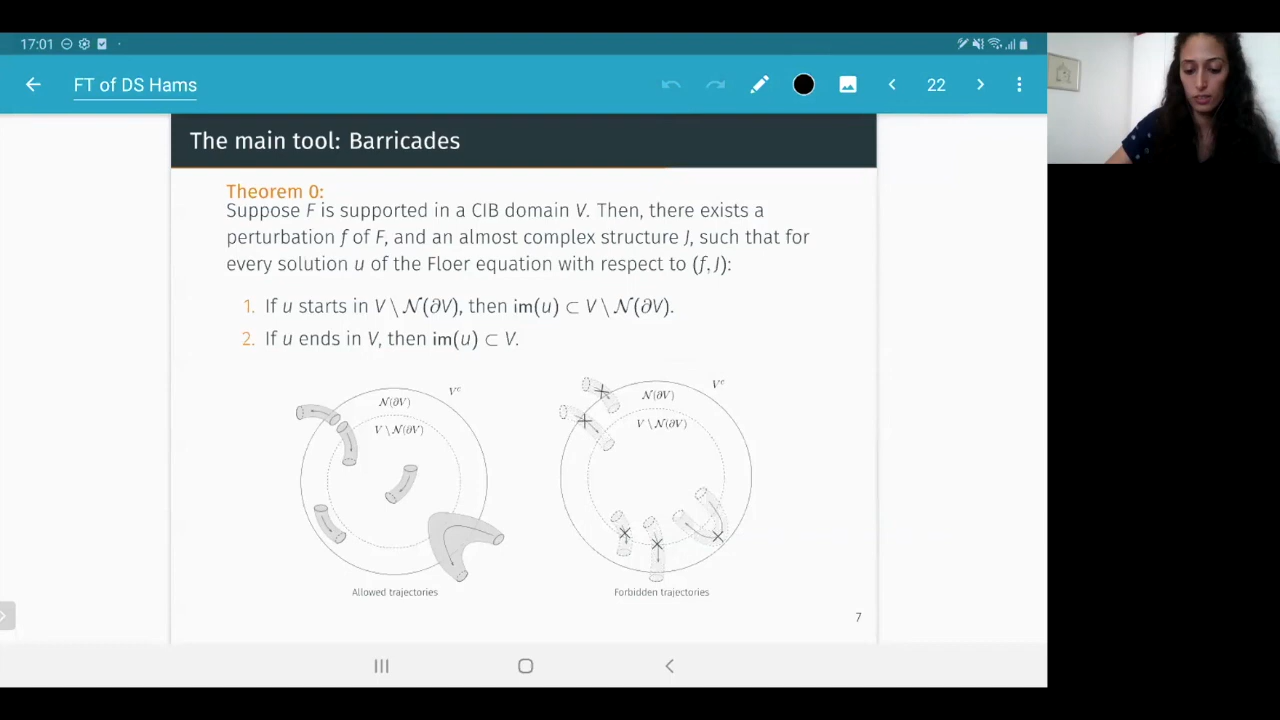 17:01
FT of DS Hams
22
The main tool: Barricades
Theorem 0:
Suppose F is supported in a CIB domain V. Then, there exists a
perturbation f of F, and an almost complex structure J, such that for
every solution u of the Floer equation with respect to (f, J):
1. If u starts in V \ N(∂V), then im(u) ⊂ V \ N(∂V).
2. If u ends in V, then im(u) ⊂ V.
V^c
N(∂V)
V \ N(∂V)
V^c
N(∂V)
V \ N(∂V)
Allowed trajectories
Forbidden trajectories
7